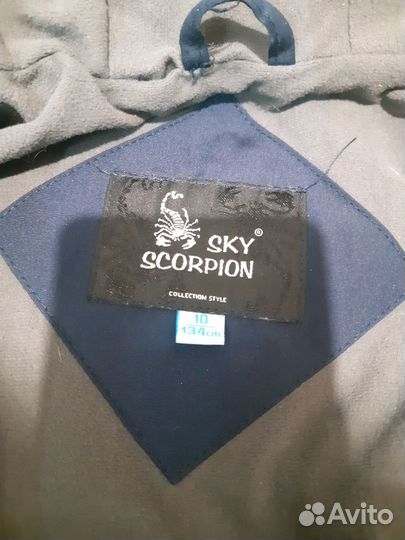 SKY ®
SCORPION
COLLECTION STYLE
10
134cm
Avito